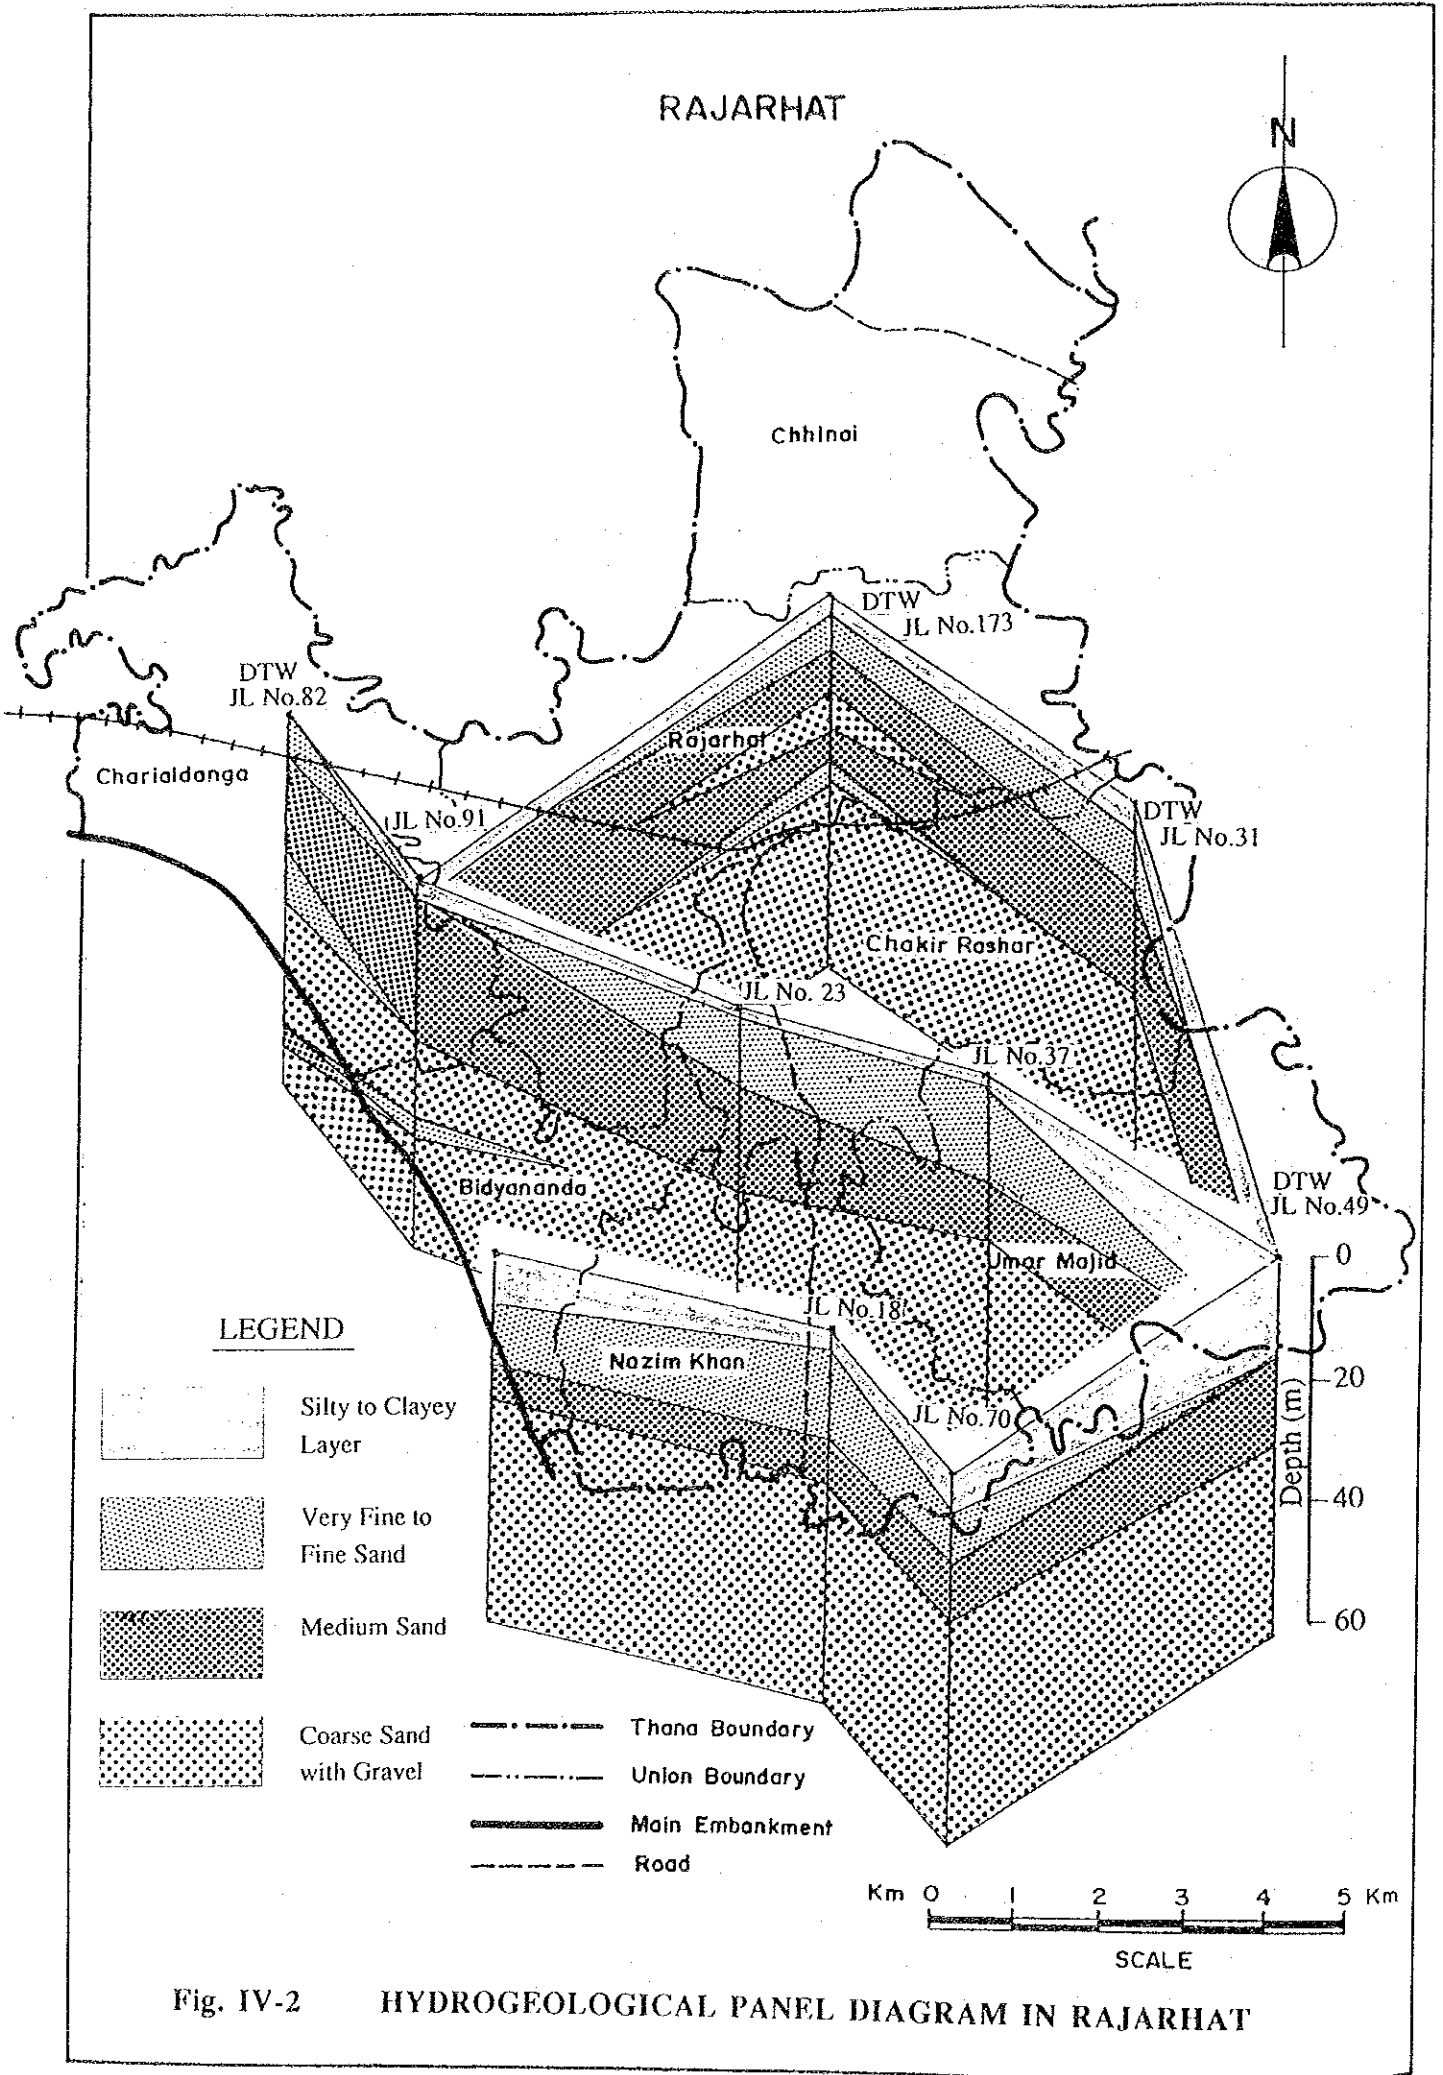 RAJARHAT
N
Chhinai
DTW
JL No.173
DTW
JL No.82
Rajarhat
Charialdanga
JL No.91
DTW
JL No.31
Chakir Rashar
JL No. 23
JL No.37
DTW
JL No.49
Bidyananda
Umar Majid
0
JL No.18
Nazim Khan
20
JL No.70
Depth (m)
40
60
LEGEND
Silty to Clayey
Layer
Very Fine to
Fine Sand
Medium Sand
Coarse Sand
with Gravel
Thana Boundary
Union Boundary
Main Embankment
Road
Km 0 1 2 3 4 5 Km
SCALE
Fig. IV-2 HYDROGEOLOGICAL PANEL DIAGRAM IN RAJARHAT